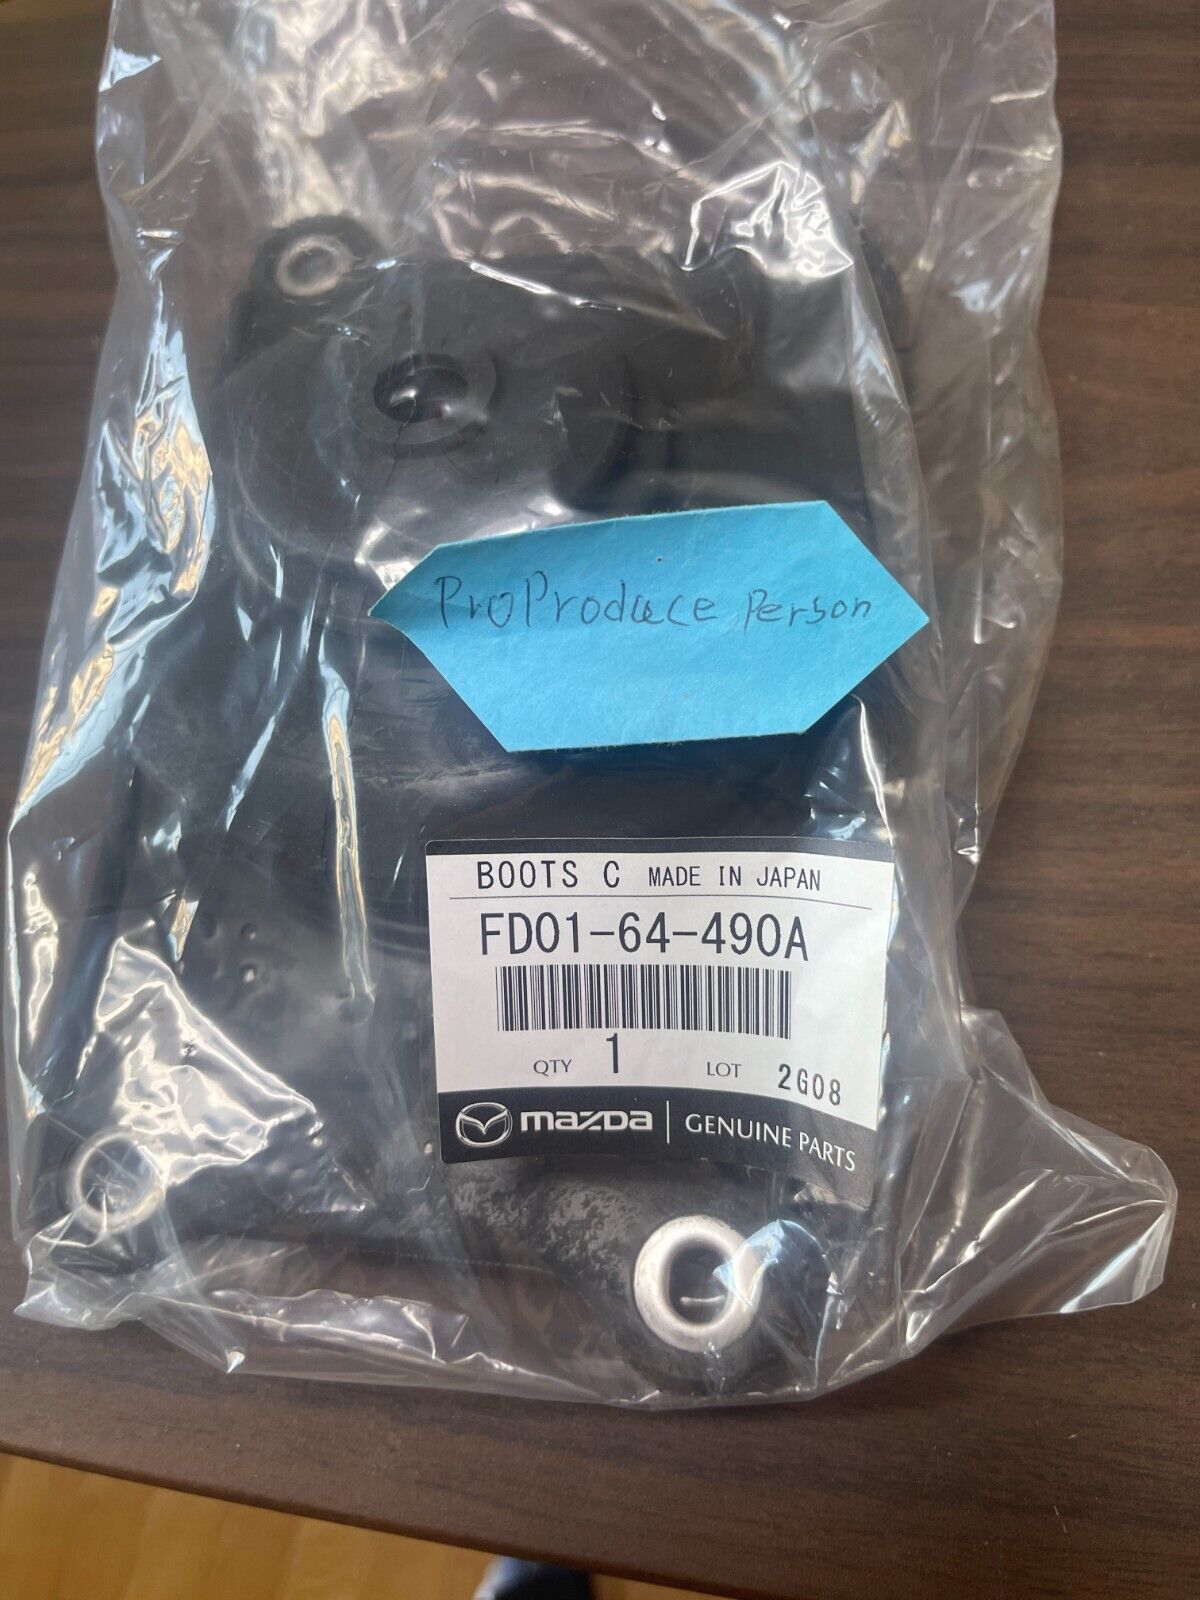 ProProduce Person
BOOTS C MADE IN JAPAN
FD01-64-490A
QTY 1 LOT 2G08
mazda | GENUINE PARTS